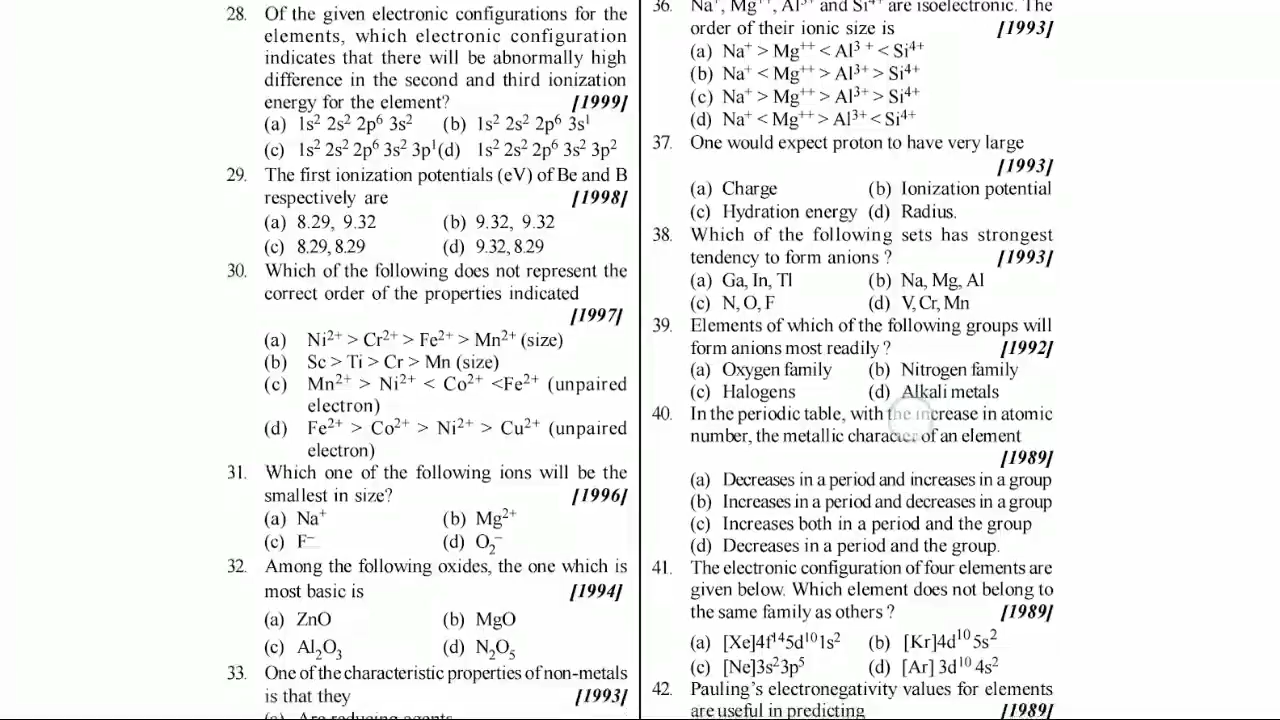 28. Of the given electronic configurations for the
elements, which electronic configuration
indicates that there will be abnormally high
difference in the second and third ionization
energy for the element? [1999]
(a) 1s² 2s² 2p⁶ 3s² (b) 1s² 2s² 2p⁶ 3s¹
(c) 1s² 2s² 2p⁶ 3s² 3p¹(d) 1s² 2s² 2p⁶ 3s² 3p²
29. The first ionization potentials (eV) of Be and B
respectively are [1998]
(a) 8.29, 9.32 (b) 9.32, 9.32
(c) 8.29, 8.29 (d) 9.32, 8.29
30. Which of the following does not represent the
correct order of the properties indicated
[1997]
(a) Ni²⁺ > Cr²⁺ > Fe²⁺ > Mn²⁺ (size)
(b) Sc > Ti > Cr > Mn (size)
(c) Mn²⁺ > Ni²⁺ < Co²⁺ <Fe²⁺ (unpaired
electron)
(d) Fe²⁺ > Co²⁺ > Ni²⁺ > Cu²⁺ (unpaired
electron)
31. Which one of the following ions will be the
smallest in size? [1996]
(a) Na⁺ (b) Mg²⁺
(c) F⁻ (d) O₂⁻
32. Among the following oxides, the one which is
most basic is [1994]
(a) ZnO (b) MgO
(c) Al₂O₃ (d) N₂O₅
33. One of the characteristic properties of non-metals
is that they [1993]
(a) Are reducing agents
36. Na⁺, Mg⁺⁺, Al³⁺ and Si⁴⁺ are isoelectronic. The
order of their ionic size is [1993]
(a) Na⁺ > Mg⁺⁺ < Al³⁺ < Si⁴⁺
(b) Na⁺ < Mg⁺⁺ > Al³⁺ > Si⁴⁺
(c) Na⁺ > Mg⁺⁺ > Al³⁺ > Si⁴⁺
(d) Na⁺ < Mg⁺⁺ > Al³⁺ < Si⁴⁺
37. One would expect proton to have very large
[1993]
(a) Charge (b) Ionization potential
(c) Hydration energy (d) Radius.
38. Which of the following sets has strongest
tendency to form anions ? [1993]
(a) Ga, In, Tl (b) Na, Mg, Al
(c) N, O, F (d) V, Cr, Mn
39. Elements of which of the following groups will
form anions most readily ? [1992]
(a) Oxygen family (b) Nitrogen family
(c) Halogens (d) Alkali metals
40. In the periodic table, with the increase in atomic
number, the metallic character of an element
[1989]
(a) Decreases in a period and increases in a group
(b) Increases in a period and decreases in a group
(c) Increases both in a period and the group
(d) Decreases in a period and the group.
41. The electronic configuration of four elements are
given below. Which element does not belong to
the same family as others ? [1989]
(a) [Xe]4f¹⁴5d¹⁰1s² (b) [Kr]4d¹⁰5s²
(c) [Ne]3s²3p⁵ (d) [Ar] 3d¹⁰ 4s²
42. Pauling's electronegativity values for elements
are useful in predicting [1989]